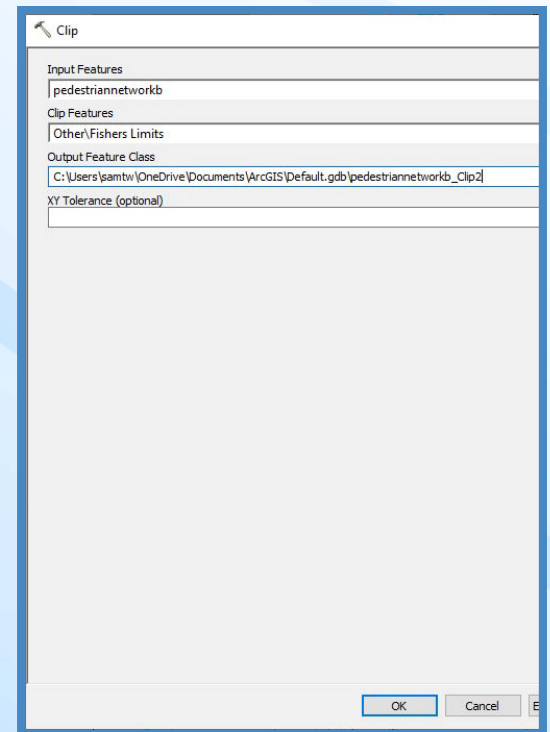 Clip
Input Features
pedestriannetworkb
Clip Features
Other\Fishers Limits
Output Feature Class
C:\Users\samtw\OneDrive\Documents\ArcGIS\Default.gdb\pedestriannetworkb_Clip2
XY Tolerance (optional)
OK Cancel E